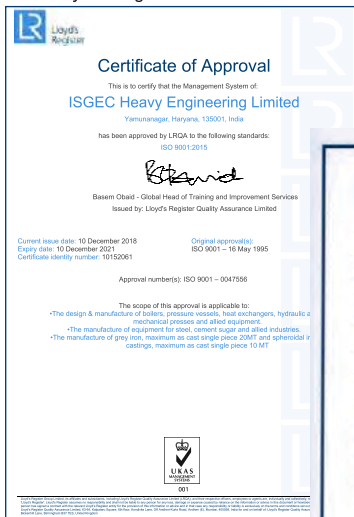 Lloyd's
Register
Certificate of Approval
This is to certify that the Management System of:
ISGEC Heavy Engineering Limited
Yamunanagar, Haryana, 135001, India
has been approved by LRQA to the following standards:
ISO 9001:2015
Basem Obaid - Global Head of Training and Improvement Services
Issued by: Lloyd's Register Quality Assurance Limited
Current issue date: 10 December 2018
Expiry date: 10 December 2021
Certificate identity number: 10152061
Original approval(s):
ISO 9001 – 16 May 1995
Approval number(s): ISO 9001 – 0047556
The scope of this approval is applicable to:
•The design & manufacture of boilers, pressure vessels, heat exchangers, hydraulic a
mechanical presses and allied equipment.
•The manufacture of equipment for steel, cement sugar and allied industries.
•The manufacture of grey iron, maximum as cast single piece 20MT and spheroidal ir
castings, maximum as cast single piece 10 MT
UKAS
MANAGEMENT
SYSTEMS
001